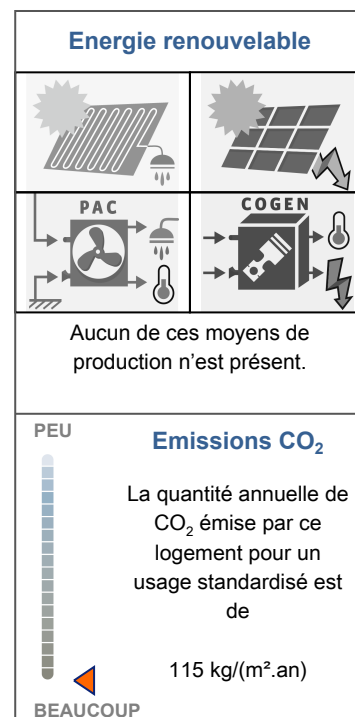 Energie renouvelable
PAC
COGEN
Aucun de ces moyens de
production n'est présent.
PEU
Emissions CO₂
La quantité annuelle de
CO₂ émise par ce
logement pour un
usage standardisé est
de
115 kg/(m².an)
BEAUCOUP